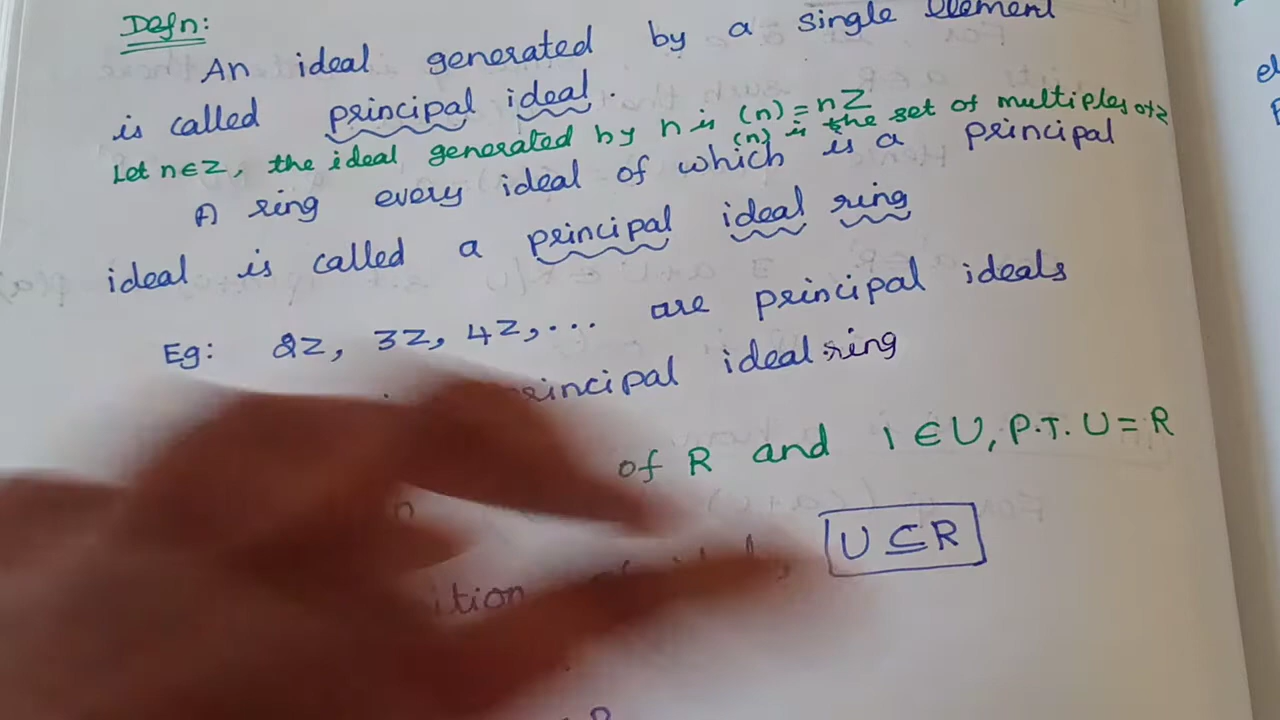 Defn:
An ideal generated by a single element
is called principal ideal.
Let n∈Z, the ideal generated by n is (n) = nZ
(n) is the set of multiples of z
A ring every ideal of which is a principal
ideal is called a principal ideal ring
Eg: 2Z, 3Z, 4Z,... are principal ideals
principal ideal ring
of R and 1 ∈ U, P.T. U = R
U ⊆ R